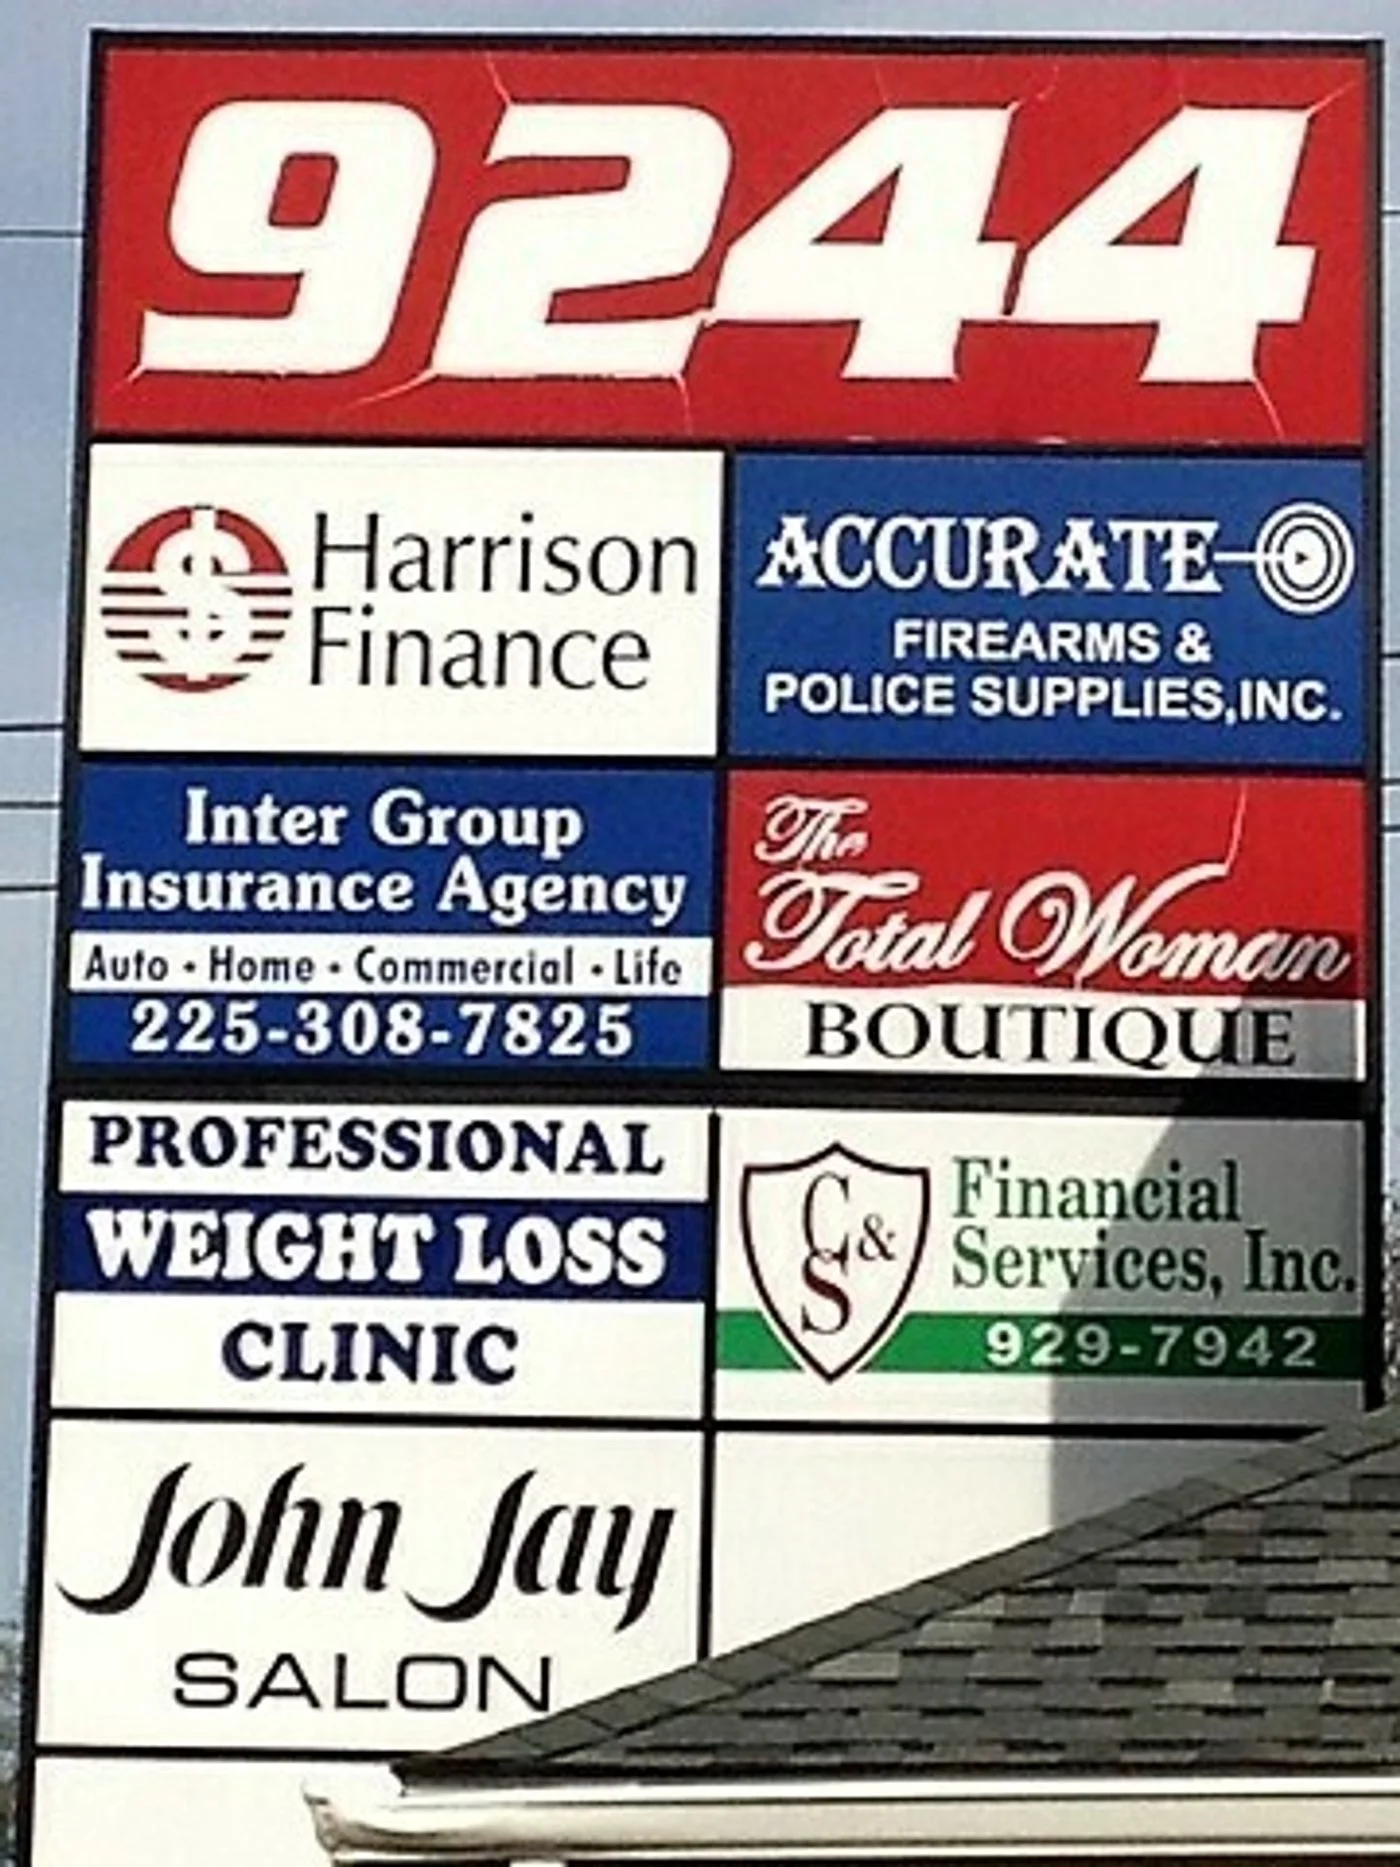 9244
Harrison
Finance
ACCURATE
FIREARMS &
POLICE SUPPLIES,INC.
Inter Group
Insurance Agency
Auto • Home • Commercial • Life
225-308-7825
The
Total Woman
BOUTIQUE
PROFESSIONAL
WEIGHT LOSS
CLINIC
C&S
Financial
Services, Inc.
929-7942
John Jay
SALON